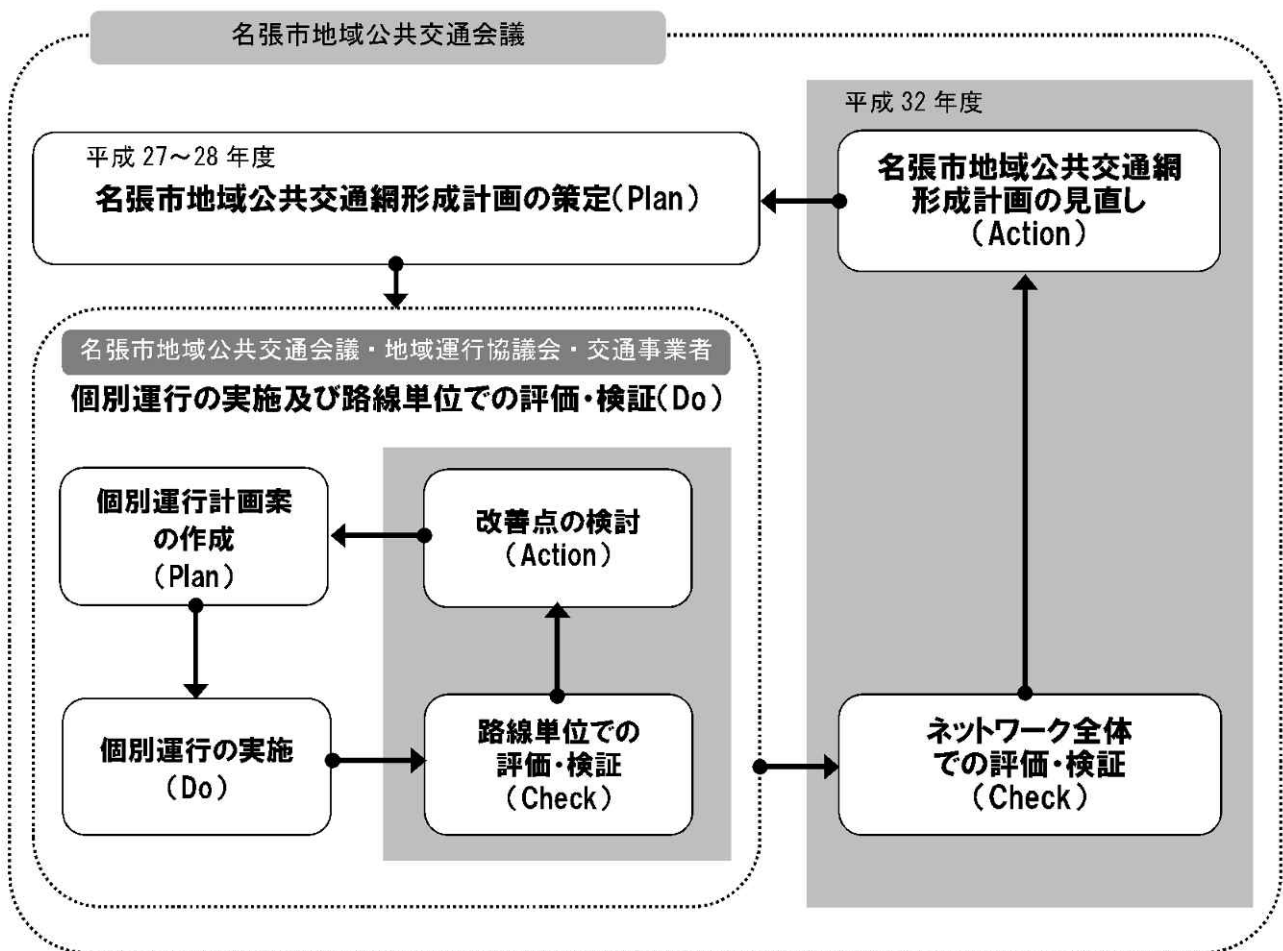 名張市地域公共交通会議
平成 27～28 年度
名張市地域公共交通網形成計画の策定(Plan)
平成 32 年度
名張市地域公共交通網
形成計画の見直し
(Action)
名張市地域公共交通会議・地域運行協議会・交通事業者
個別運行の実施及び路線単位での評価・検証(Do)
個別運行計画案
の作成
(Plan)
改善点の検討
(Action)
個別運行の実施
(Do)
路線単位での
評価・検証
(Check)
ネットワーク全体
での評価・検証
(Check)